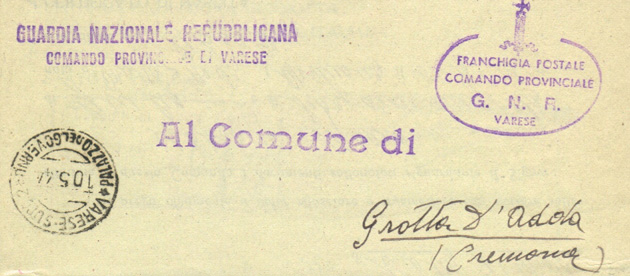 GUARDIA NAZIONALE REPUBBLICANA
COMANDO PROVINCIALE DI VARESE
FRANCHIGIA POSTALE
COMANDO PROVINCIALE
G. N. R.
VARESE
Al Comune di
PALAZZO DEL GOVERNO
10.5.44
VARESE
Grotta D'Adda
(Cremona)